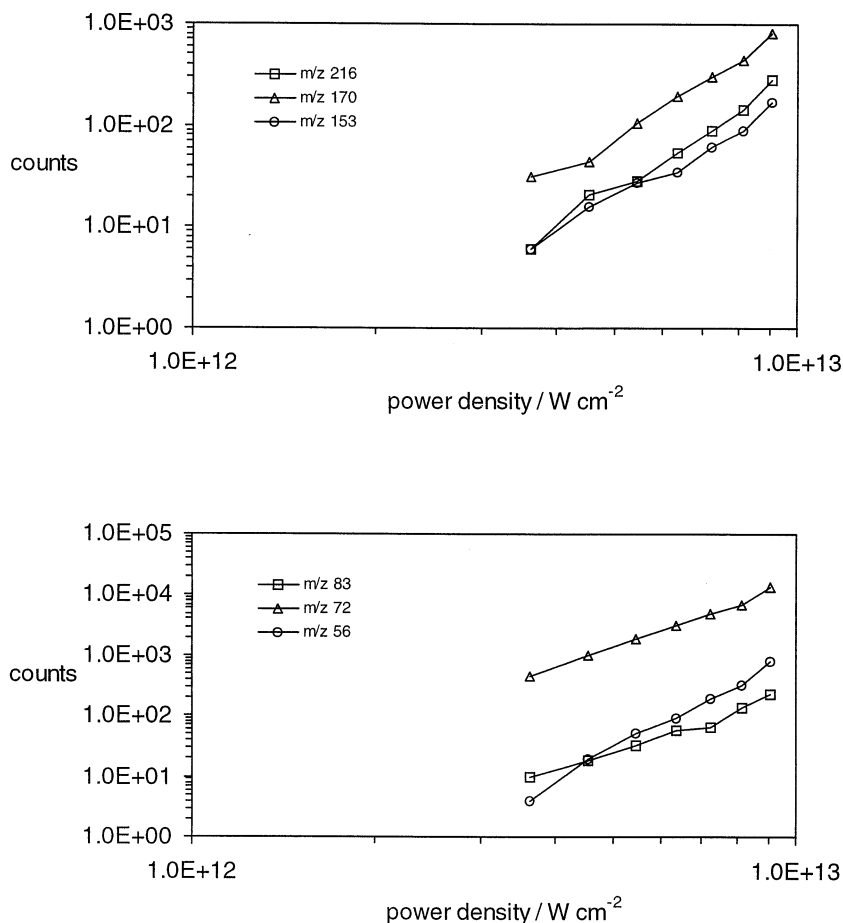 1.0E+03
m/z 216
m/z 170
m/z 153
1.0E+02
counts
1.0E+01
1.0E+00
1.0E+12
1.0E+13
power density / W cm-2
1.0E+05
m/z 83
m/z 72
m/z 56
1.0E+04
1.0E+03
counts
1.0E+02
1.0E+01
1.0E+00
1.0E+12
1.0E+13
power density / W cm-2